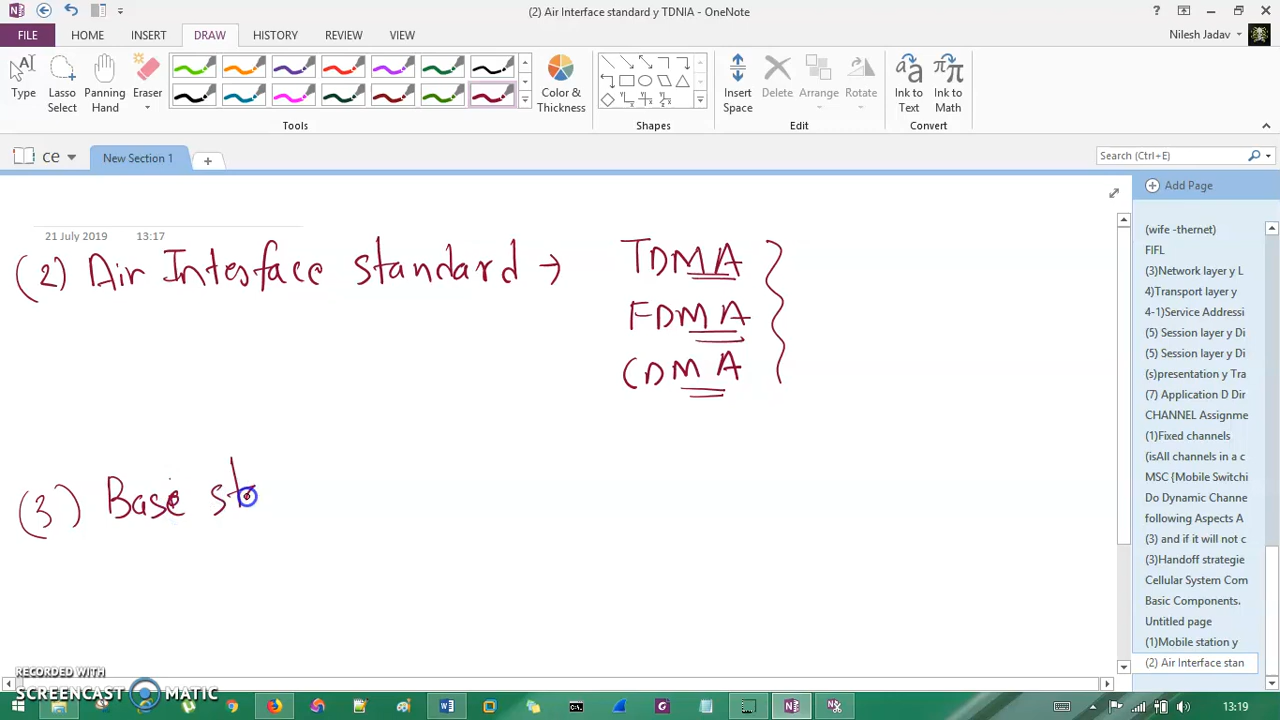 (2) Air Interface standard y TDNIA - OneNote
FILE HOME INSERT DRAW HISTORY REVIEW VIEW
Nilesh Jadav
Type
Lasso Select
Panning Hand
Eraser
Color & Thickness
Insert Space
Delete
Arrange
Rotate
Ink to Text
Ink to Math
Tools
Shapes
Edit
Convert
ce
New Section 1
Search (Ctrl+E)
Add Page
21 July 2019 13:17
(2) Air Interface standard → TDMA
FDMA
CDMA
(3) Base st
(wife -thernet)
FIFL
(3)Network layer y L
4)Transport layer y
4-1)Service Addressi
(5) Session layer y Di
(5) Session layer y Di
(s)presentation y Tra
(7) Application D Dir
CHANNEL Assignme
(1)Fixed channels
(isAll channels in a c
MSC {Mobile Switchi
Do Dynamic Channe
following Aspects A
(3) and if it will not c
(3)Handoff strategie
Cellular System Com
Basic Components.
Untitled page
(1)Mobile station y
(2) Air Interface stan
RECORDED WITH
SCREENCAST MATIC
13:19